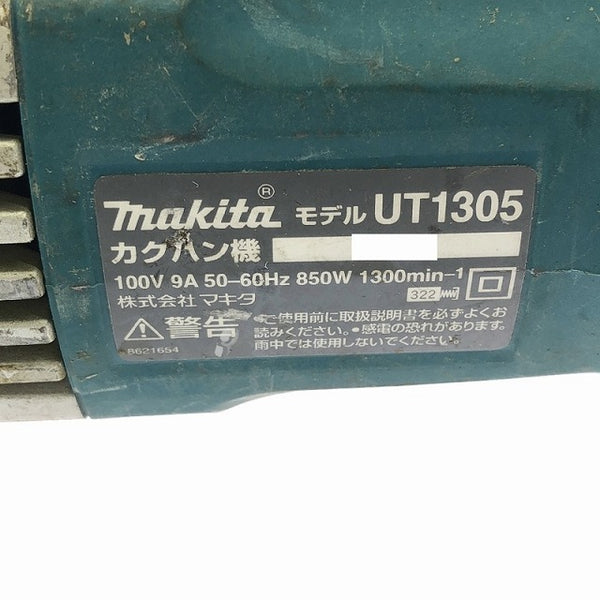 makita® モデル UT1305
カクハン機
100V 9A 50–60Hz 850W 1300min⁻¹
株式会社 マキタ 322
警告 ご使用前に取扱説明書を必ずよくお
読みください。•感電の恐れがあります。
雨中では使用しないでください。
8621654